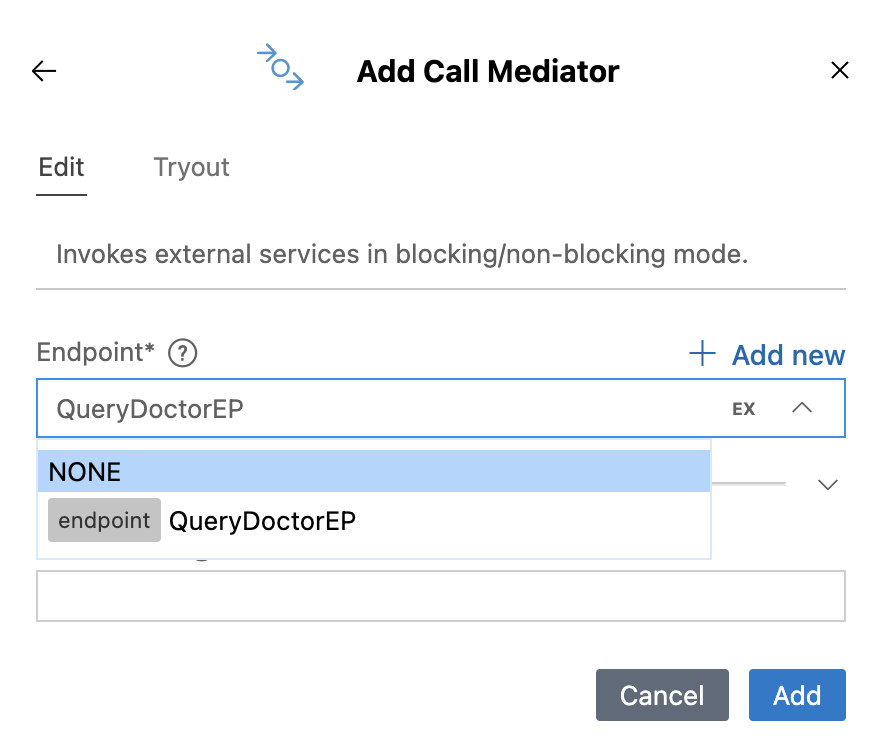 Add Call Mediator
Edit Tryout
Invokes external services in blocking/non-blocking mode.
Endpoint* ? Add new
QueryDoctorEP EX
NONE
endpoint QueryDoctorEP
Cancel Add